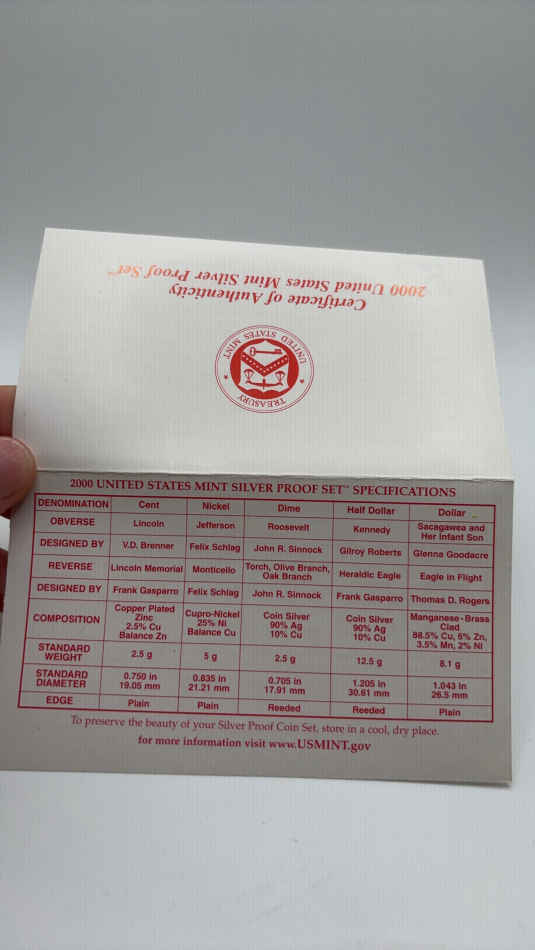 Certificate of Authenticity
2000 United States Mint Silver Proof Set™
UNITED STATES MINT
TREASURY
2000 UNITED STATES MINT SILVER PROOF SET™ SPECIFICATIONS
DENOMINATION Cent Nickel Dime Half Dollar Dollar
OBVERSE Lincoln Jefferson Roosevelt Kennedy Sacagawea and
Her Infant Son
DESIGNED BY V.D. Brenner Felix Schlag John R. Sinnock Gilroy Roberts Glenna Goodacre
REVERSE Lincoln Memorial Monticello Torch, Olive Branch, Heraldic Eagle Eagle in Flight
Oak Branch
DESIGNED BY Frank Gasparro Felix Schlag John R. Sinnock Frank Gasparro Thomas D. Rogers
COMPOSITION Copper Plated Cupro-Nickel Coin Silver Coin Silver Manganese-Brass
Zinc 25% Ni 90% Ag 90% Ag Clad
2.5% Cu Balance Cu 10% Cu 10% Cu 88.5% Cu, 6% Zn,
Balance Zn 3.5% Mn, 2% Ni
STANDARD
WEIGHT 2.5 g 5 g 2.5 g 12.5 g 8.1 g
STANDARD 0.750 in 0.835 in 0.705 in 1.205 in 1.043 in
DIAMETER 19.05 mm 21.21 mm 17.91 mm 30.61 mm 26.5 mm
EDGE Plain Plain Reeded Reeded Plain
To preserve the beauty of your Silver Proof Coin Set, store in a cool, dry place.
for more information visit www.USMINT.gov